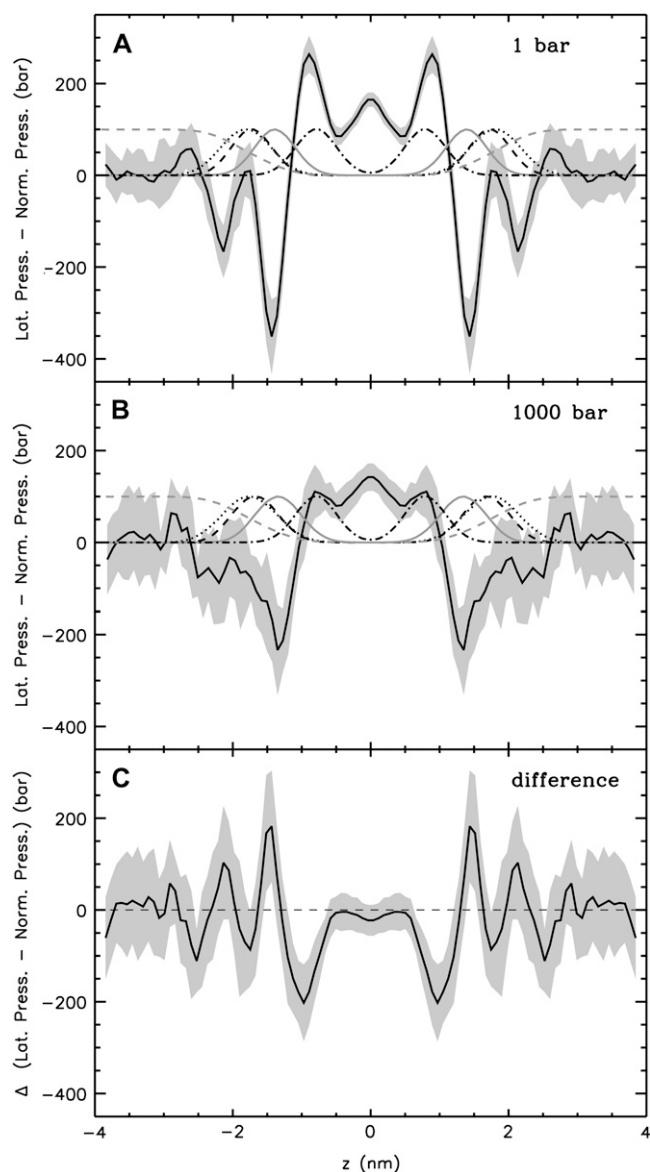 A
1 bar
200
0
-200
-400
Lat. Press. − Norm. Press. (bar)
B
1000 bar
200
0
-200
-400
Lat. Press. − Norm. Press. (bar)
C
difference
200
0
-200
-400
Δ (Lat. Press. − Norm. Press.) (bar)
-4 -2 0 2 4
z (nm)